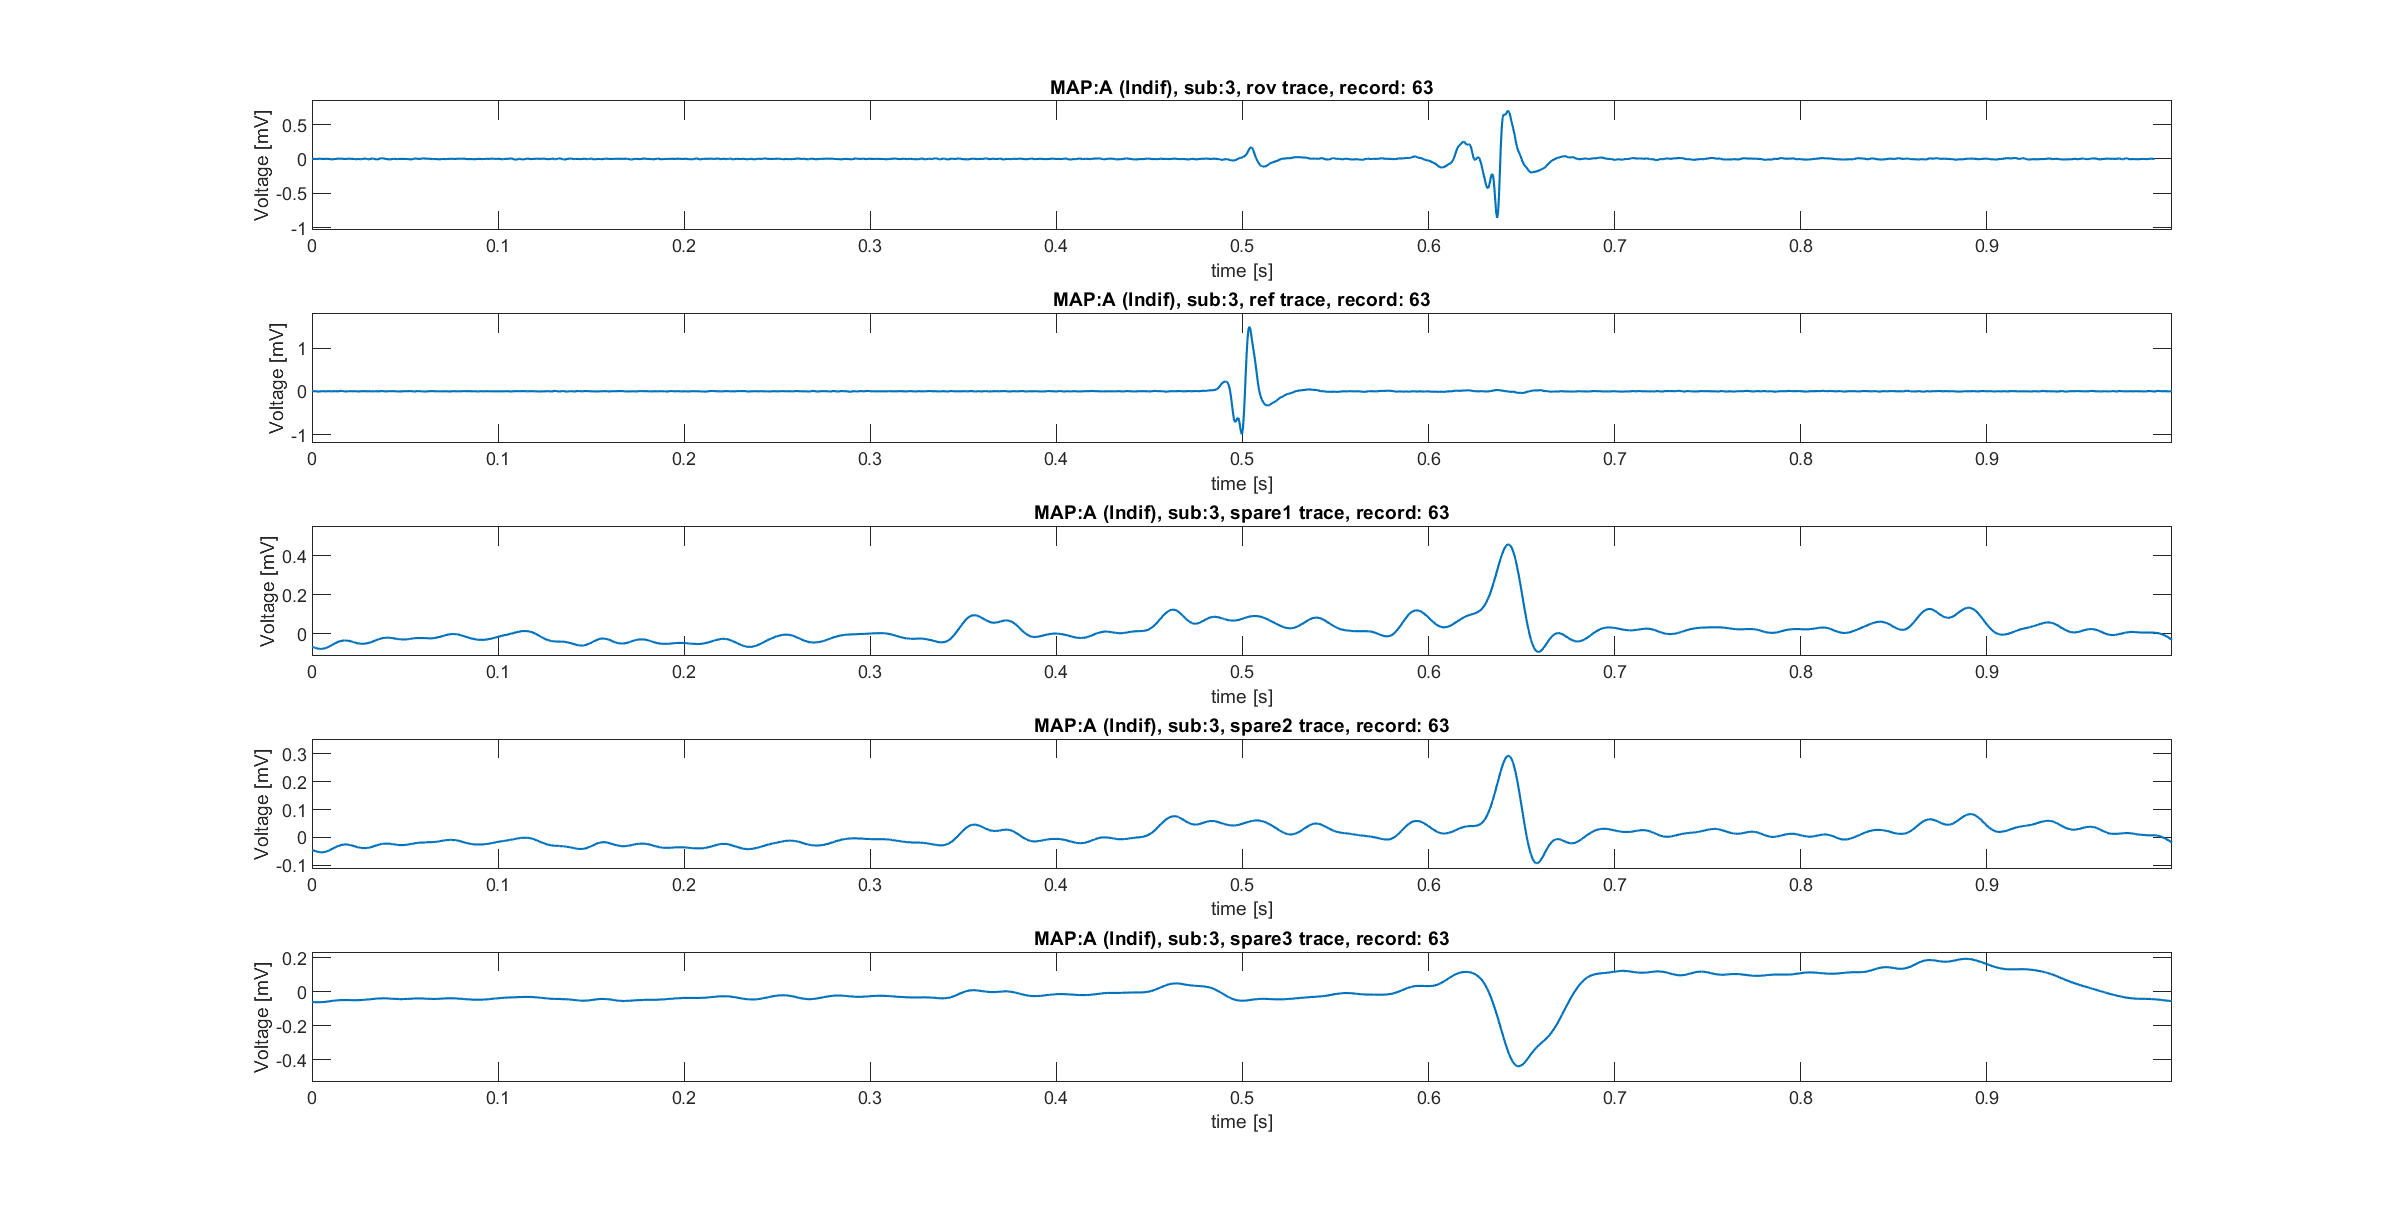 MAP:A (Indif), sub:3, rov trace, record: 63
Voltage [mV]
0.5
0
-0.5
-1
0 0.1 0.2 0.3 0.4 0.5 0.6 0.7 0.8 0.9
time [s]
MAP:A (Indif), sub:3, ref trace, record: 63
Voltage [mV]
1
0
-1
0 0.1 0.2 0.3 0.4 0.5 0.6 0.7 0.8 0.9
time [s]
MAP:A (Indif), sub:3, spare1 trace, record: 63
Voltage [mV]
0.4
0.2
0
0 0.1 0.2 0.3 0.4 0.5 0.6 0.7 0.8 0.9
time [s]
MAP:A (Indif), sub:3, spare2 trace, record: 63
Voltage [mV]
0.3
0.2
0.1
0
-0.1
0 0.1 0.2 0.3 0.4 0.5 0.6 0.7 0.8 0.9
time [s]
MAP:A (Indif), sub:3, spare3 trace, record: 63
Voltage [mV]
0.2
0
-0.2
-0.4
0 0.1 0.2 0.3 0.4 0.5 0.6 0.7 0.8 0.9
time [s]